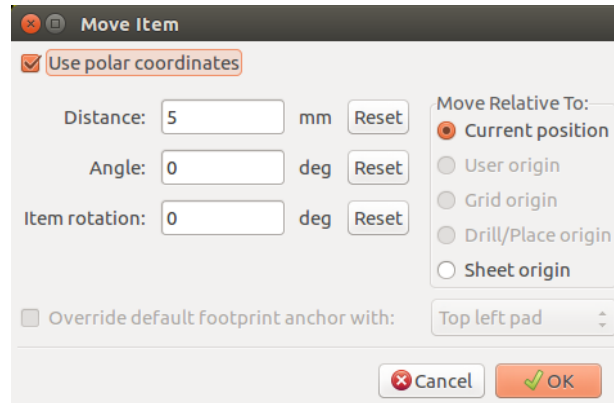 Move Item
Use polar coordinates
Distance: 5 mm Reset
Angle: 0 deg Reset
Item rotation: 0 deg Reset
Move Relative To:
Current position
User origin
Grid origin
Drill/Place origin
Sheet origin
Override default footprint anchor with: Top left pad
Cancel OK